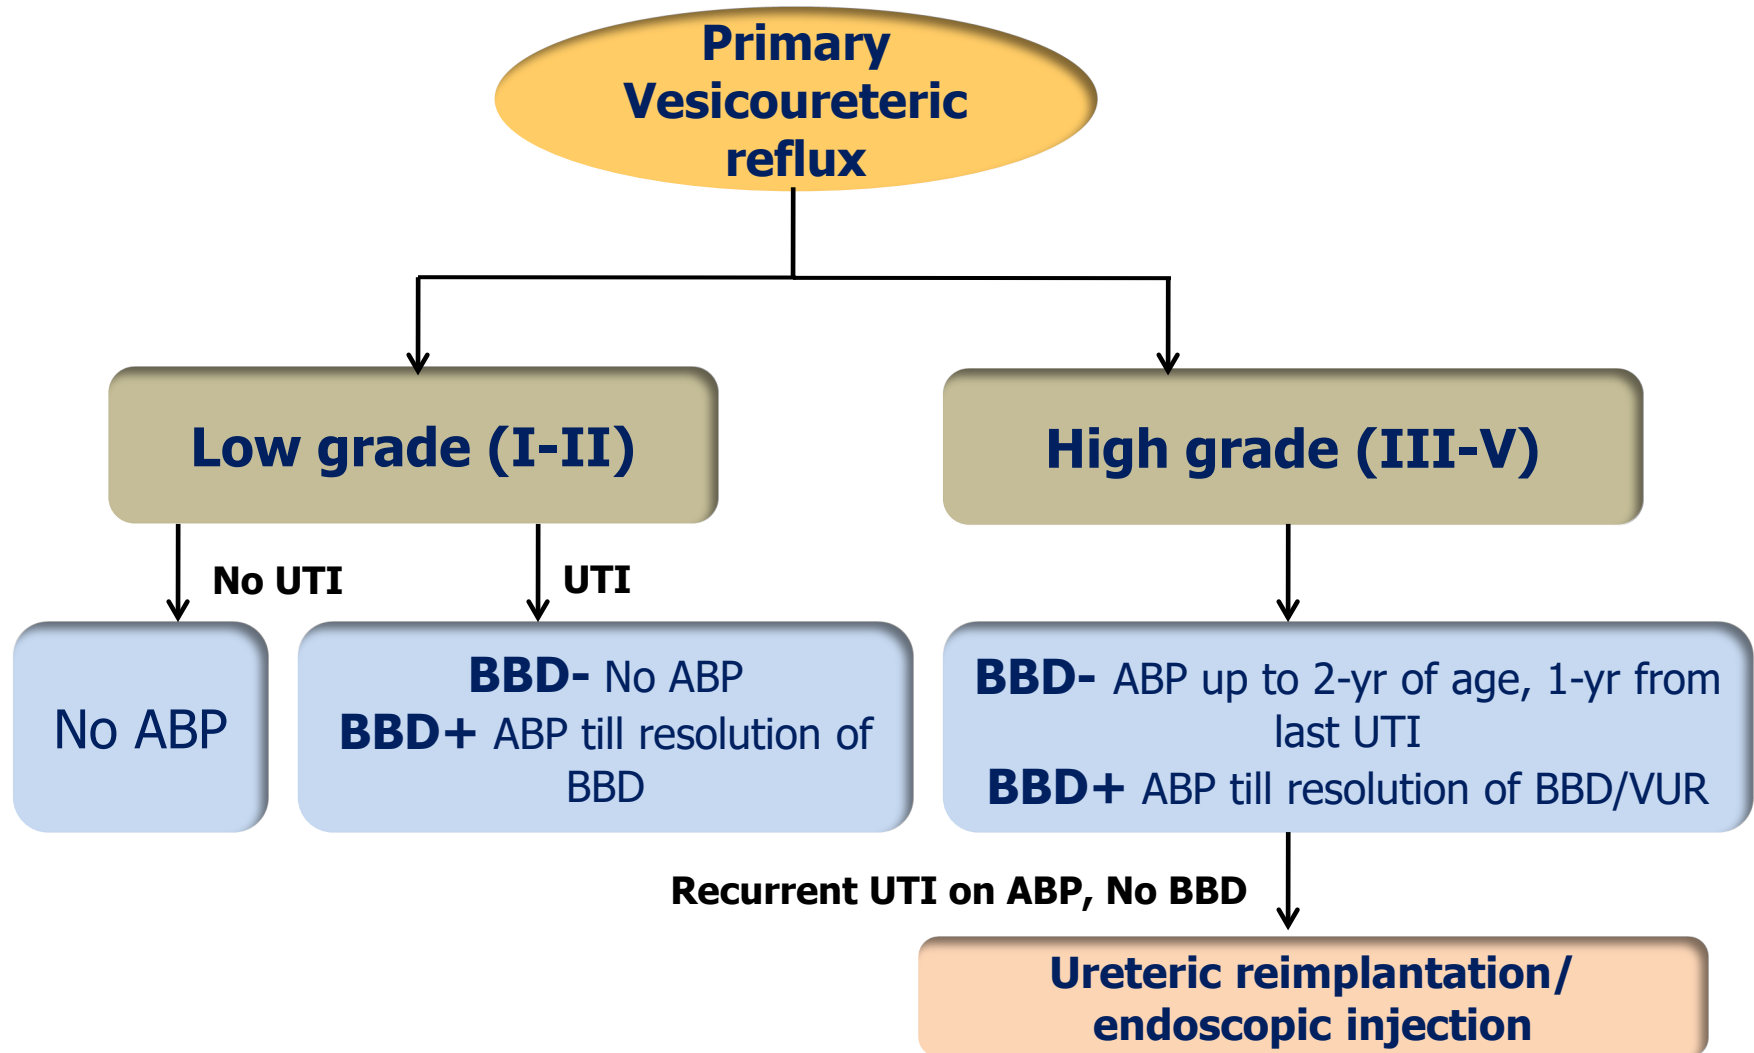 Primary
Vesicoureteric
reflux
Low grade (I-II)
High grade (III-V)
No UTI
UTI
No ABP
BBD- No ABP
BBD+ ABP till resolution of
BBD
BBD- ABP up to 2-yr of age, 1-yr from
last UTI
BBD+ ABP till resolution of BBD/VUR
Recurrent UTI on ABP, No BBD
Ureteric reimplantation/
endoscopic injection